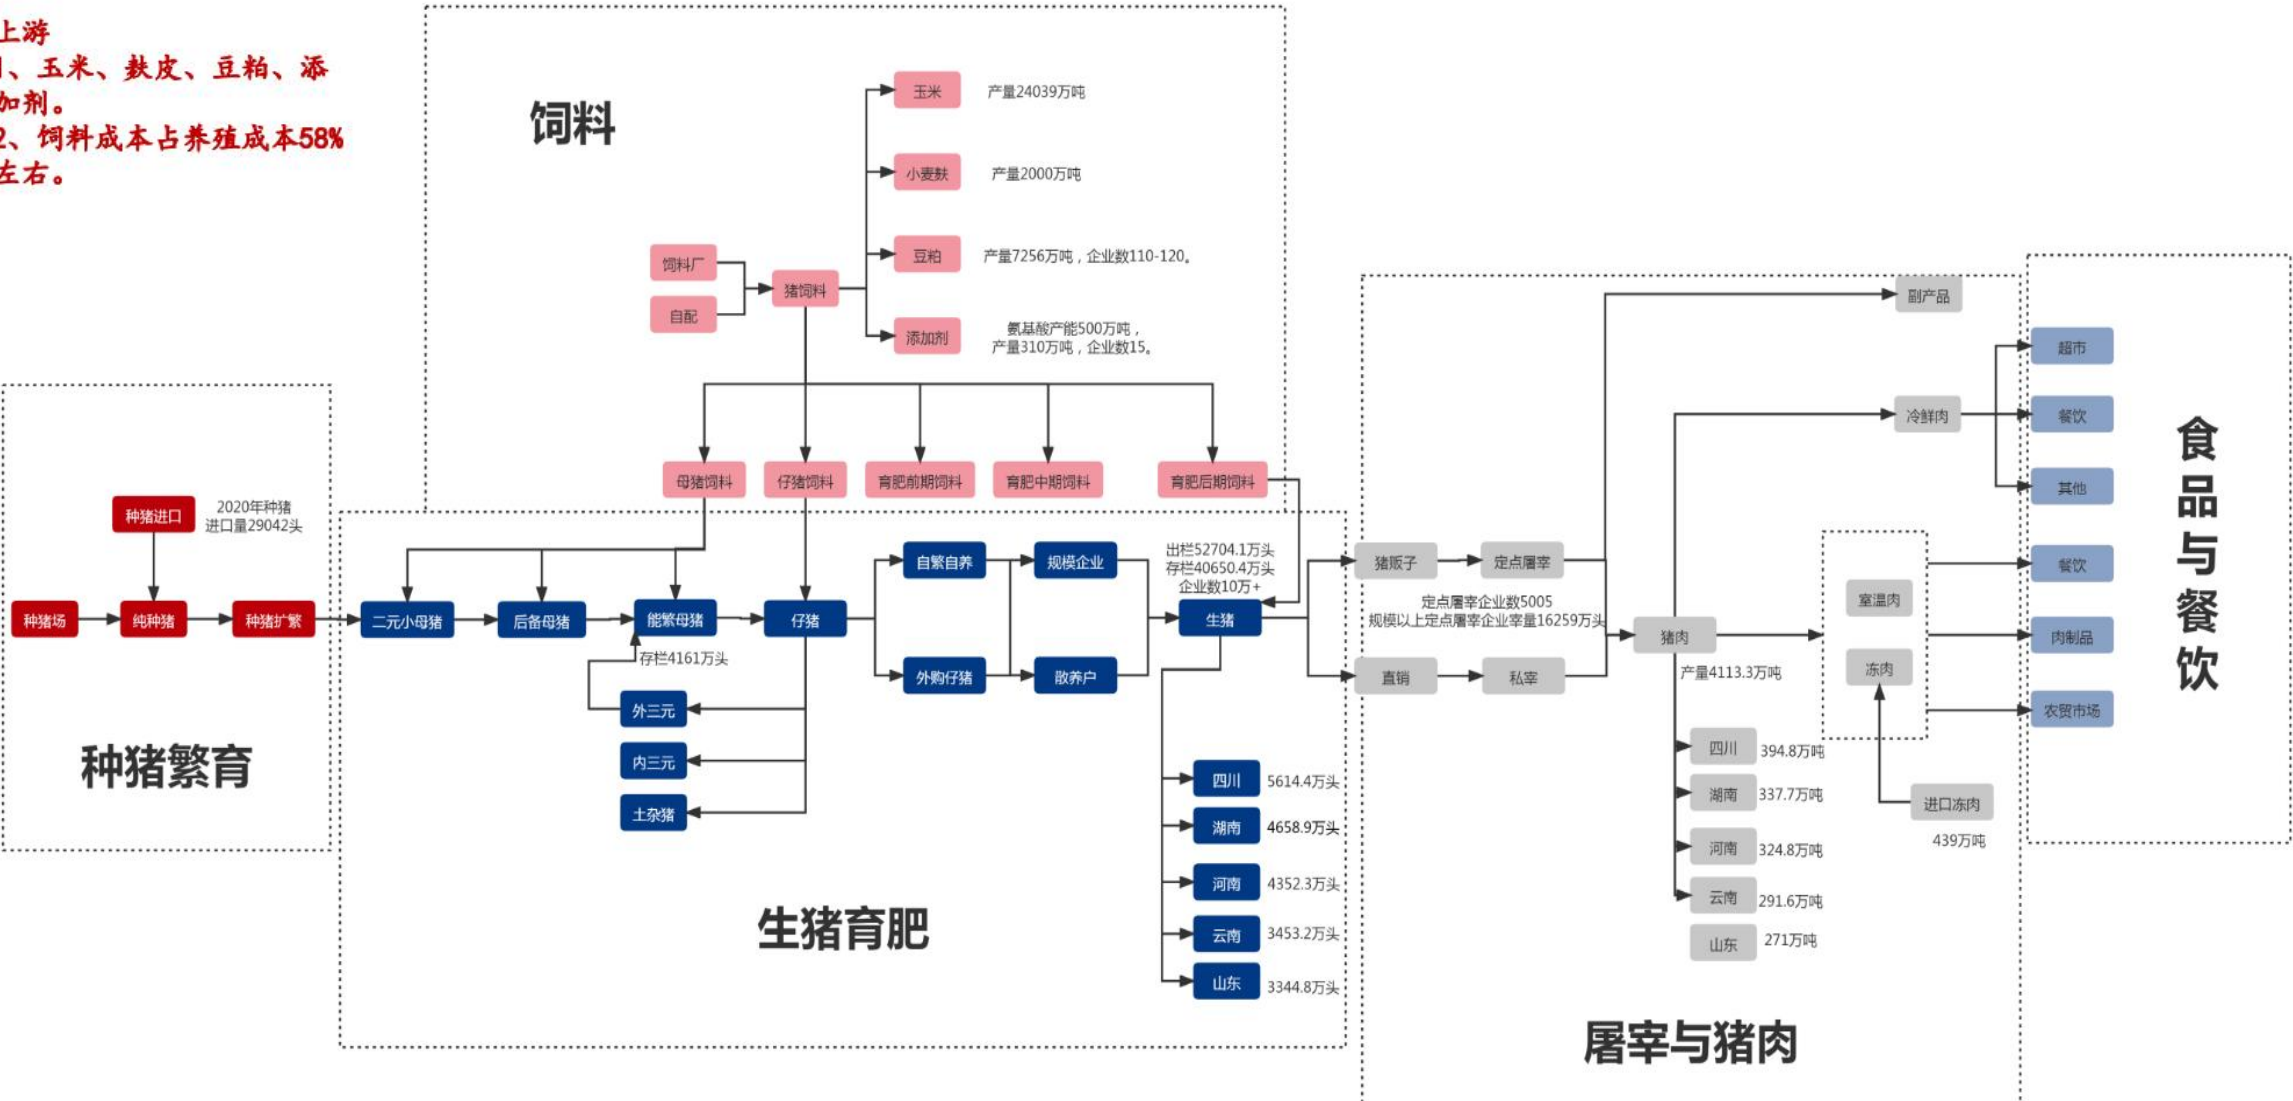 上游
1、玉米、麸皮、豆粕、添
加剂。
2、饲料成本占养殖成本58%
左右。
饲料
玉米
产量24039万吨
小麦麸
产量2000万吨
豆粕
产量7256万吨，企业数110-120。
添加剂
氨基酸产能500万吨，
产量310万吨，企业数15。
饲料厂
自配
猪饲料
母猪饲料
仔猪饲料
育肥前期饲料
育肥中期饲料
育肥后期饲料
种猪进口
2020年种猪
进口量29042头
种猪场
纯种猪
种猪扩繁
种猪繁育
二元小母猪
后备母猪
能繁母猪
存栏4161万头
仔猪
外三元
内三元
土杂猪
自繁自养
外购仔猪
规模企业
散养户
出栏52704.1万头
存栏40650.4万头
企业数10万+
生猪
四川
5614.4万头
湖南
4658.9万头
河南
4352.3万头
云南
3453.2万头
山东
3344.8万头
生猪育肥
猪贩子
定点屠宰
定点屠宰企业数5005
规模以上定点屠宰企业宰量16259万头
直销
私宰
猪肉
产量4113.3万吨
四川
394.8万吨
湖南
337.7万吨
河南
324.8万吨
云南
291.6万吨
山东
271万吨
副产品
冷鲜肉
室温肉
冻肉
进口冻肉
439万吨
屠宰与猪肉
超市
餐饮
其他
餐饮
肉制品
农贸市场
食品与餐饮